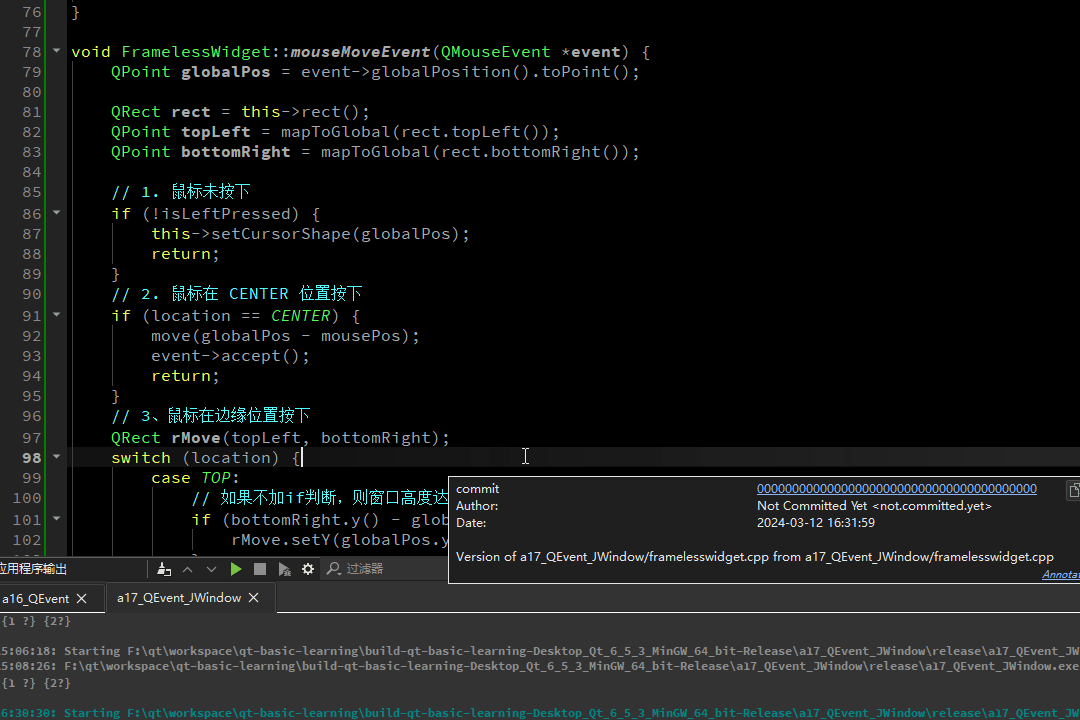 76 }
77
78 void FramelessWidget::mouseMoveEvent(QMouseEvent *event) {
79 QPoint globalPos = event->globalPosition().toPoint();
80
81 QRect rect = this->rect();
82 QPoint topLeft = mapToGlobal(rect.topLeft());
83 QPoint bottomRight = mapToGlobal(rect.bottomRight());
84
85 // 1. 鼠标未按下
86 if (!isLeftPressed) {
87 this->setCursorShape(globalPos);
88 return;
89 }
90 // 2. 鼠标在 CENTER 位置按下
91 if (location == CENTER) {
92 move(globalPos - mousePos);
93 event->accept();
94 return;
95 }
96 // 3、鼠标在边缘位置按下
97 QRect rMove(topLeft, bottomRight);
98 switch (location) {
99 case TOP:
100 // 如果不加if判断，则窗口高度达
101 if (bottomRight.y() - glob
102 rMove.setY(globalPos.y
commit 0000000000000000000000000000000000000000
Author: Not Committed Yet <not.committed.yet>
Date: 2024-03-12 16:31:59
Version of a17_QEvent_JWindow/framelesswidget.cpp from a17_QEvent_JWindow/framelesswidget.cpp
Annotat
应用程序输出 过滤器
a16_QEvent a17_QEvent_JWindow
{1 ?} {2?}
5:06:18: Starting F:\qt\workspace\qt-basic-learning\build-qt-basic-learning-Desktop_Qt_6_5_3_MinGW_64_bit-Release\a17_QEvent_JWindow\release\a17_QEvent_JW
5:08:26: F:\qt\workspace\qt-basic-learning\build-qt-basic-learning-Desktop_Qt_6_5_3_MinGW_64_bit-Release\a17_QEvent_JWindow\release\a17_QEvent_JWindow.exe
{1 ?} {2?}
6:30:30: Starting F:\qt\workspace\qt-basic-learning\build-qt-basic-learning-Desktop_Qt_6_5_3_MinGW_64_bit-Release\a17_QEvent_JWindow\release\a17_QEvent_JW